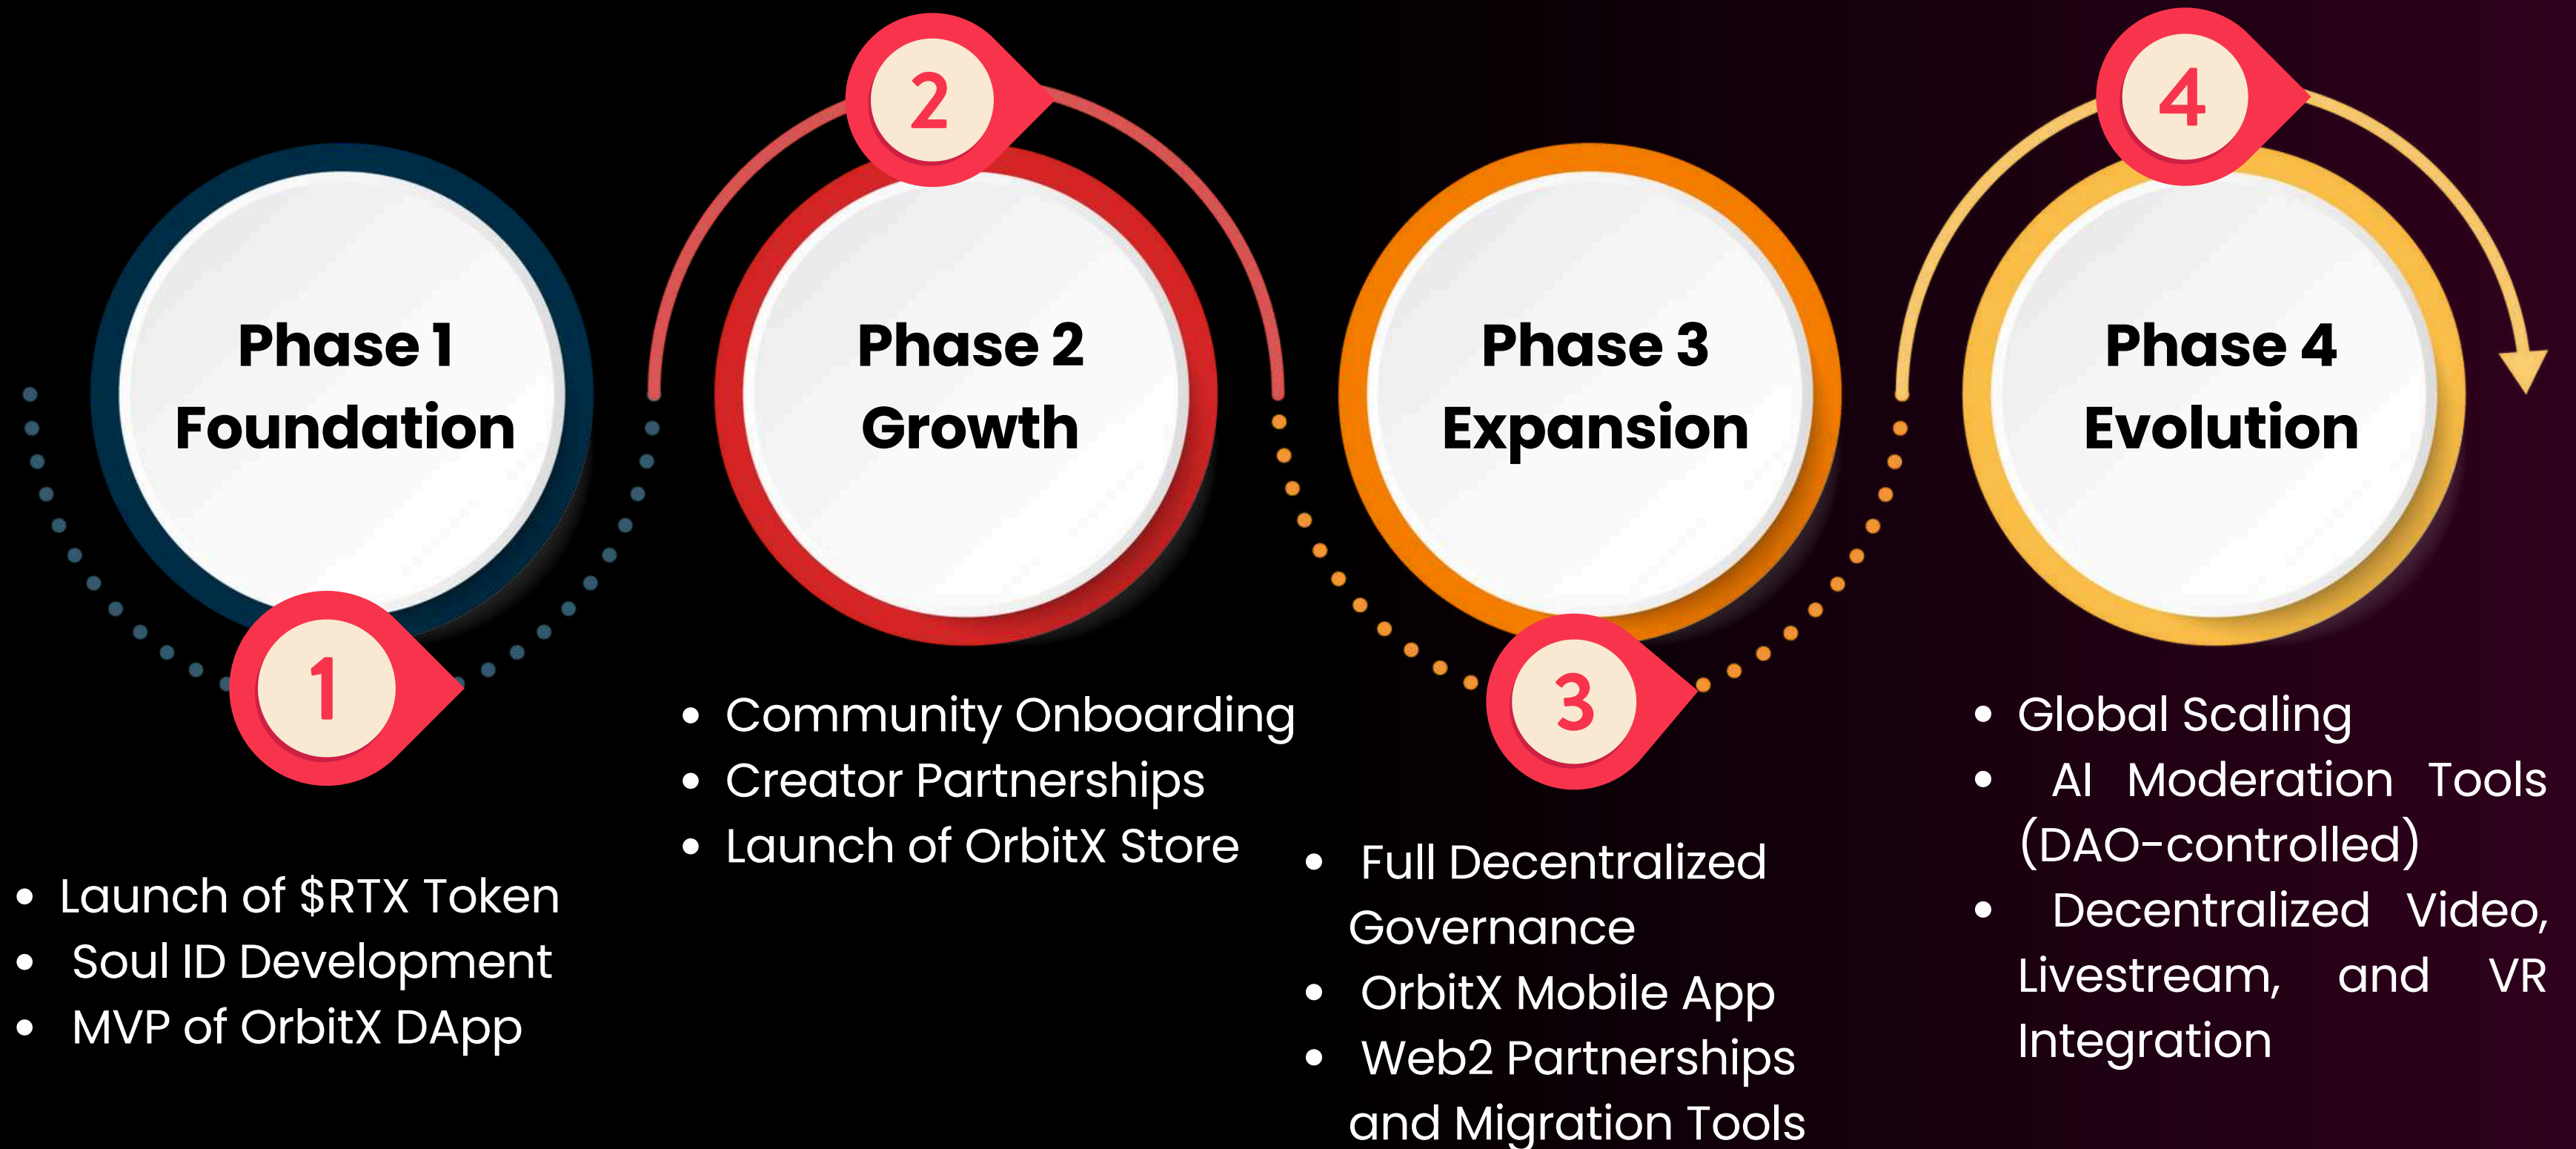 1
Phase 1
Foundation
• Launch of $RTX Token
• Soul ID Development
• MVP of OrbitX DApp
2
Phase 2
Growth
• Community Onboarding
• Creator Partnerships
• Launch of OrbitX Store
Phase 3
Expansion
3
• Full Decentralized
Governance
• OrbitX Mobile App
• Web2 Partnerships
and Migration Tools
4
Phase 4
Evolution
• Global Scaling
• AI Moderation Tools
(DAO-controlled)
• Decentralized Video,
Livestream, and VR
Integration